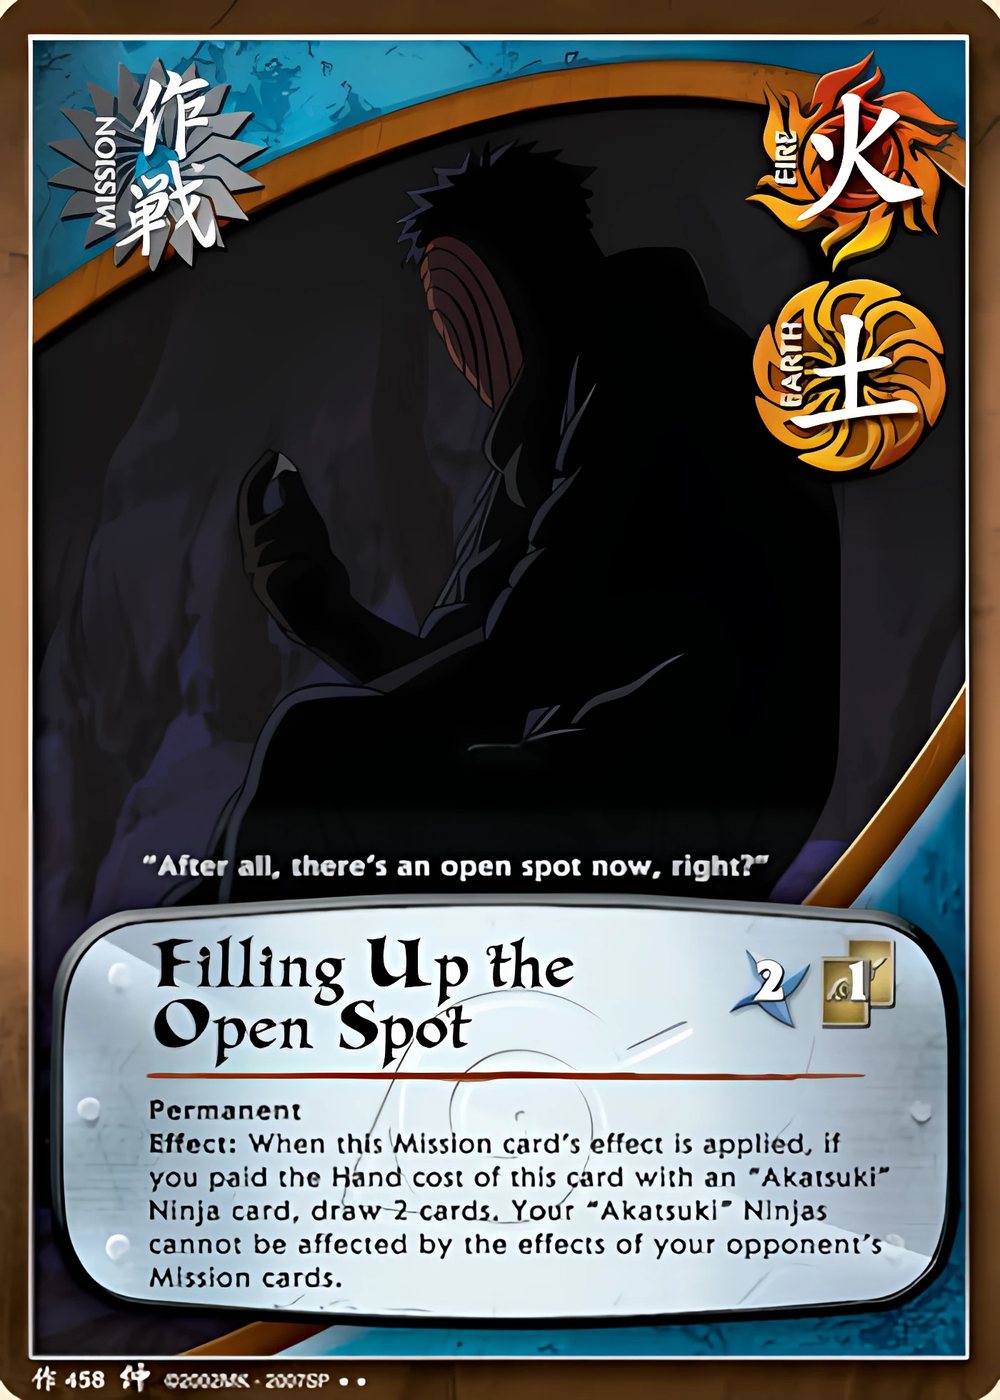 作戦
MISSION
火
FIRE
土
EARTH
"After all, there's an open spot now, right?"
Filling Up the
Open Spot
2
1
Permanent
Effect: When this Mission card's effect is applied, if
you paid the Hand cost of this card with an "Akatsuki"
Ninja card, draw 2 cards. Your "Akatsuki" Ninjas
cannot be affected by the effects of your opponent's
Mission cards.
作 458 仲 ©2002MK · 2007SP ● ●